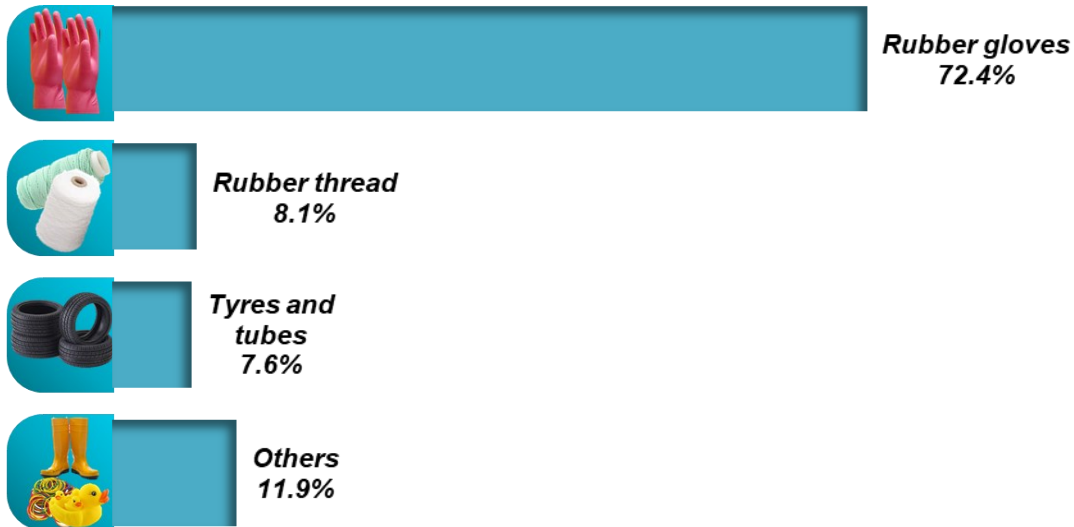 Rubber gloves
72.4%
Rubber thread
8.1%
Tyres and
tubes
7.6%
Others
11.9%